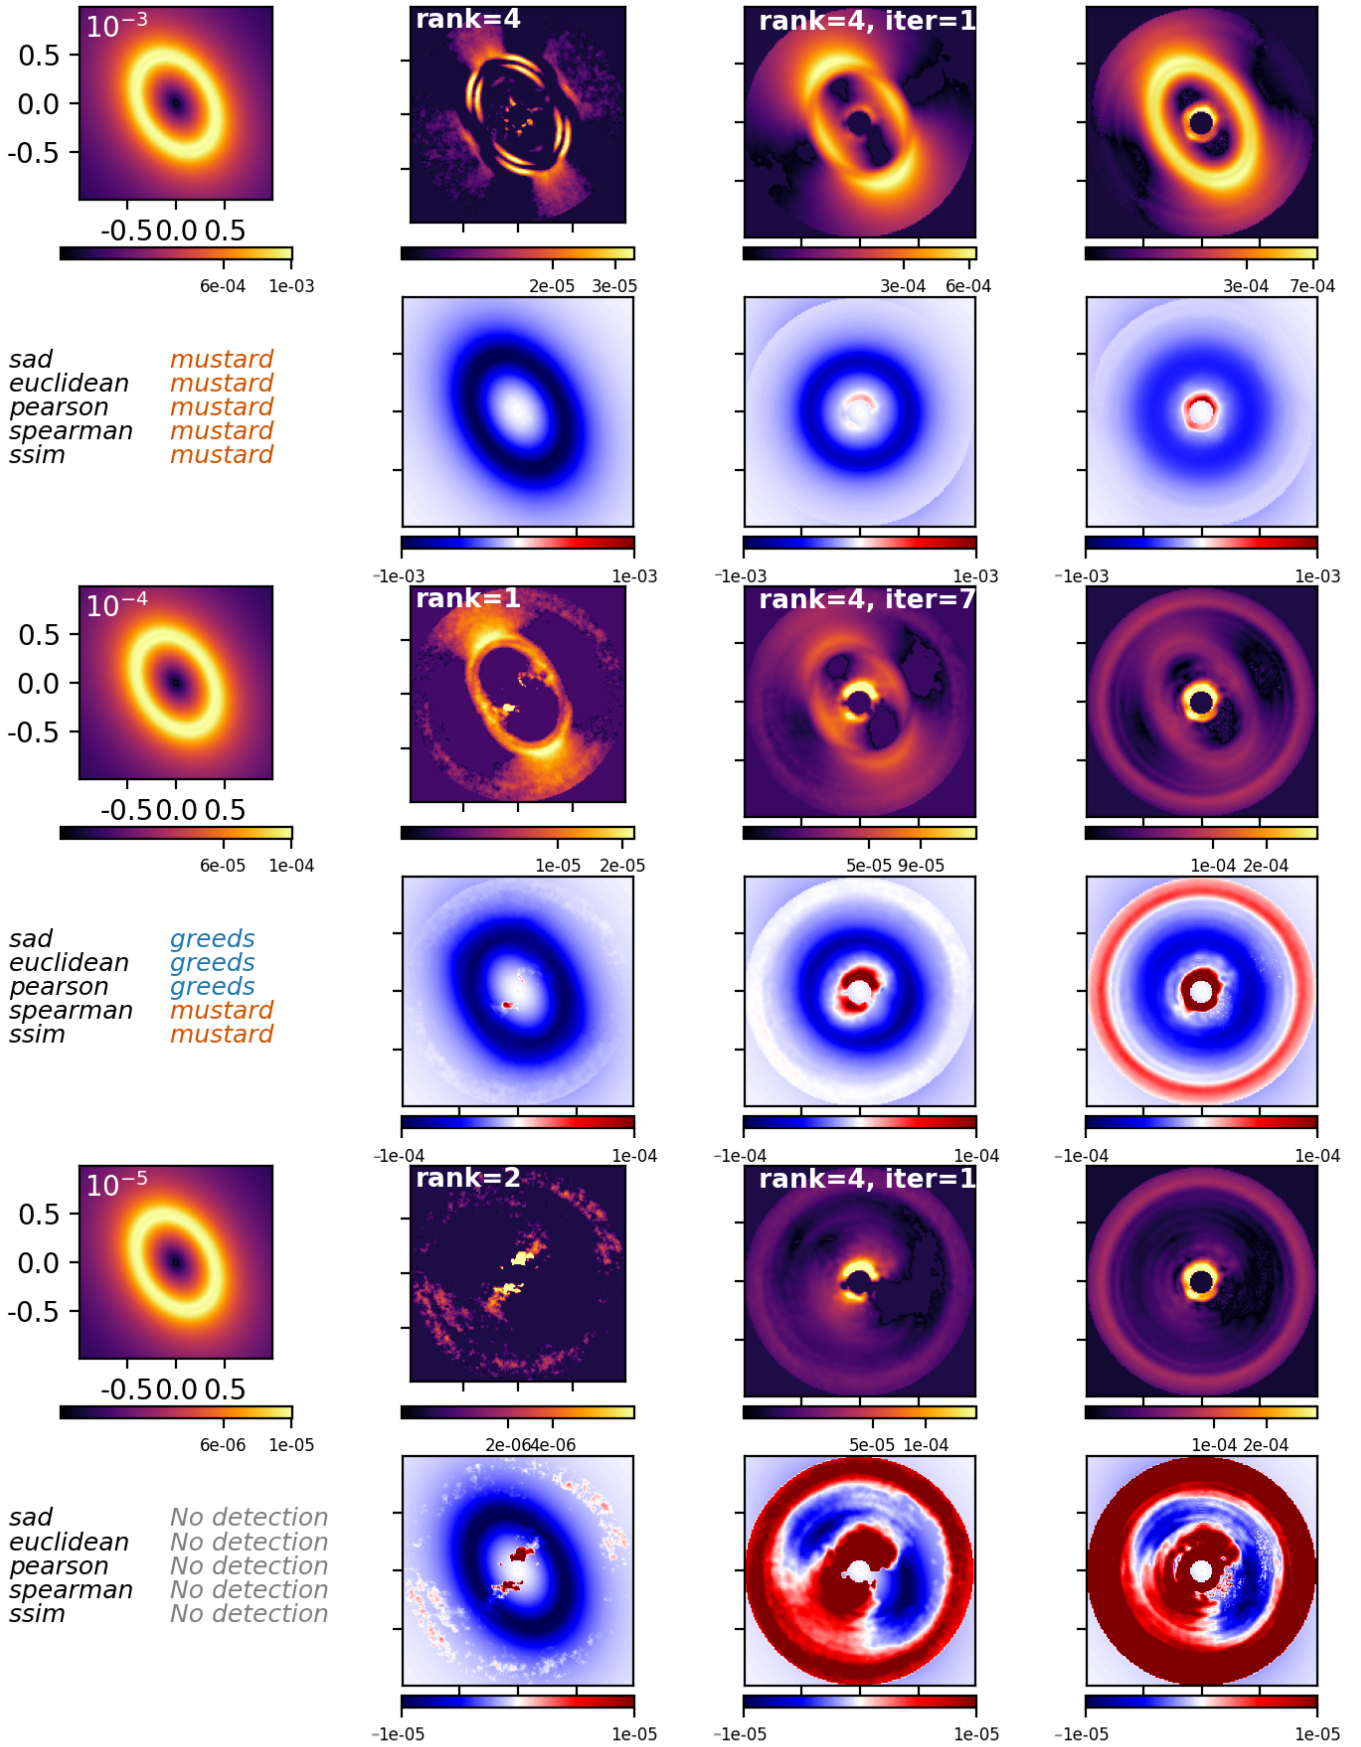 10⁻³
rank=4
rank=4, iter=1
0.5
0.0
-0.5
-0.5 0.0 0.5
6e-04 1e-03
2e-05 3e-05
3e-04 6e-04
3e-04 7e-04
sad mustard
euclidean mustard
pearson mustard
spearman mustard
ssim mustard
−1e-03 1e-03
−1e-03 1e-03
−1e-03 1e-03
10⁻⁴
rank=1
rank=4, iter=7
0.5
0.0
-0.5
-0.5 0.0 0.5
6e-05 1e-04
1e-05 2e-05
5e-05 9e-05
1e-04 2e-04
sad greeds
euclidean greeds
pearson greeds
spearman mustard
ssim mustard
−1e-04 1e-04
−1e-04 1e-04
−1e-04 1e-04
10⁻⁵
rank=2
rank=4, iter=1
0.5
0.0
-0.5
-0.5 0.0 0.5
6e-06 1e-05
2e-06 4e-06
5e-05 1e-04
1e-04 2e-04
sad No detection
euclidean No detection
pearson No detection
spearman No detection
ssim No detection
−1e-05 1e-05
−1e-05 1e-05
−1e-05 1e-05